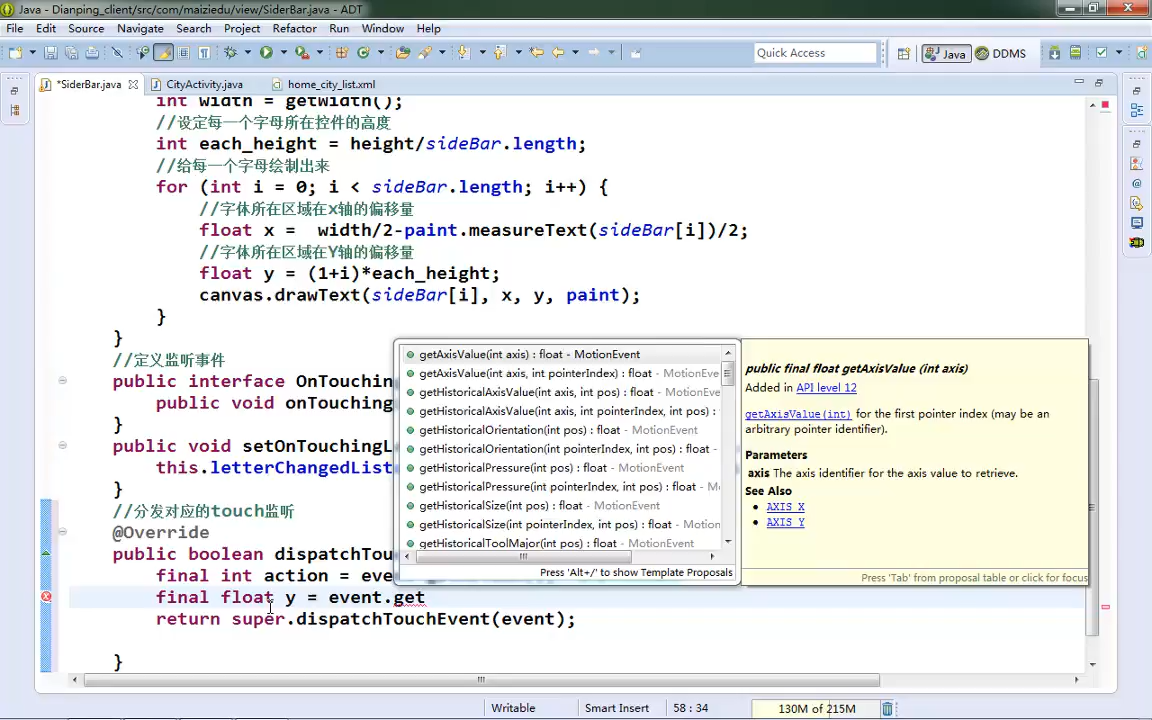 Java - Dianping_client/src/com/maiziedu/view/SiderBar.java - ADT
File Edit Source Navigate Search Project Refactor Run Window Help
Quick Access
Java
DDMS
*SiderBar.java
CityActivity.java
home_city_list.xml
int width = getWidth();
//设定每一个字母所在控件的高度
int each_height = height/sideBar.length;
//给每一个字母绘制出来
for (int i = 0; i < sideBar.length; i++) {
//字体所在区域在x轴的偏移量
float x =  width/2-paint.measureText(sideBar[i])/2;
//字体所在区域在Y轴的偏移量
float y = (1+i)*each_height;
canvas.drawText(sideBar[i], x, y, paint);
}
}
//定义监听事件
public interface OnTouching
public void onTouching
}
public void setOnTouchingL
this.letterChangedList
}
//分发对应的touch监听
@Override
public boolean dispatchTou
final int action = eve
final float y = event.get
return super.dispatchTouchEvent(event);
}
getAxisValue(int axis) : float - MotionEvent
getAxisValue(int axis, int pointerIndex) : float - MotionEve
getHistoricalAxisValue(int axis, int pos) : float - MotionEve
getHistoricalAxisValue(int axis, int pointerIndex, int pos) :
getHistoricalOrientation(int pos) : float - MotionEvent
getHistoricalOrientation(int pointerIndex, int pos) : float -
getHistoricalPressure(int pos) : float - MotionEvent
getHistoricalPressure(int pointerIndex, int pos) : float - Mo
getHistoricalSize(int pos) : float - MotionEvent
getHistoricalSize(int pointerIndex, int pos) : float - Motion
getHistoricalToolMajor(int pos) : float - MotionEvent
Press 'Alt+/' to show Template Proposals
public final float getAxisValue (int axis)
Added in API level 12
getAxisValue(int) for the first pointer index (may be an
arbitrary pointer identifier).
Parameters
axis The axis identifier for the axis value to retrieve.
See Also
AXIS_X
AXIS_Y
Press 'Tab' from proposal table or click for focus
Writable
Smart Insert
58 : 34
130M of 215M